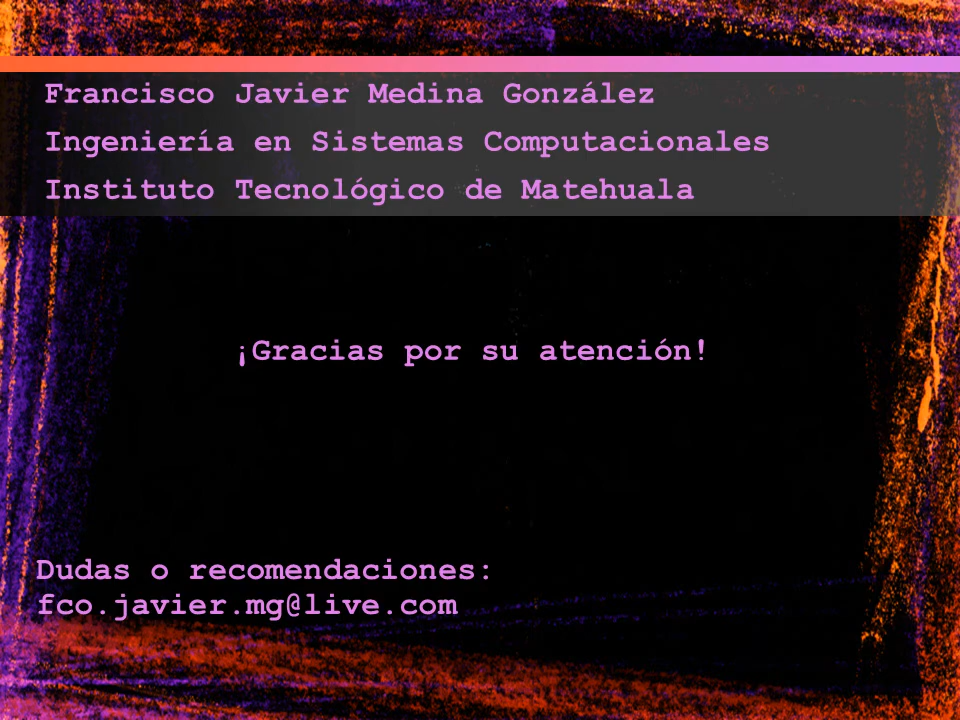 Francisco Javier Medina González
Ingeniería en Sistemas Computacionales
Instituto Tecnológico de Matehuala
¡Gracias por su atención!
Dudas o recomendaciones:
fco.javier.mg@live.com